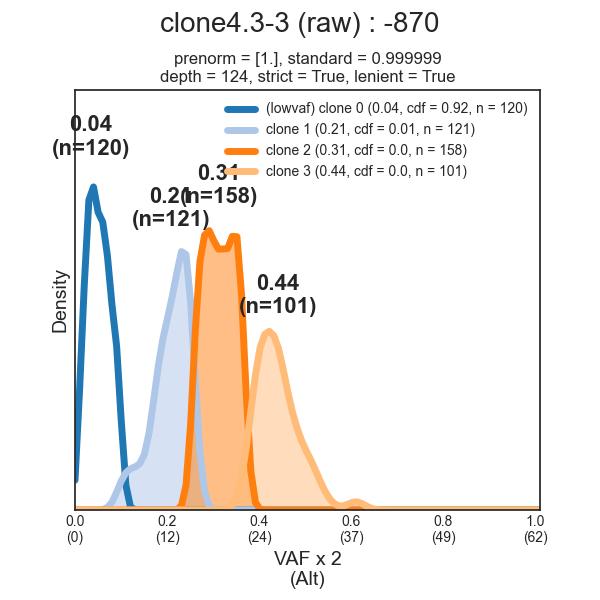 clone4.3-3 (raw) : -870
prenorm = [1.], standard = 0.999999
depth = 124, strict = True, lenient = True
(lowvaf) clone 0 (0.04, cdf = 0.92, n = 120)
clone 1 (0.21, cdf = 0.01, n = 121)
clone 2 (0.31, cdf = 0.0, n = 158)
clone 3 (0.44, cdf = 0.0, n = 101)
0.04
(n=120)
0.31
(n=158)
0.21
(n=121)
0.44
(n=101)
Density
0.0 0.2 0.4 0.6 0.8 1.0
(0) (12) (24) (37) (49) (62)
VAF x 2
(Alt)